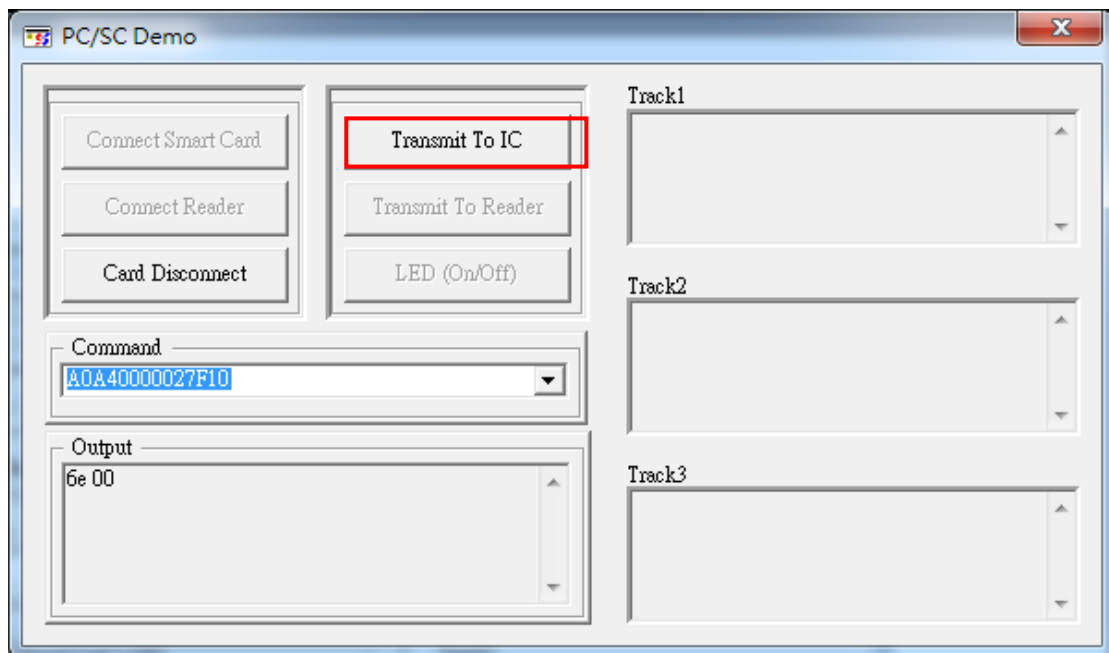 PC/SC Demo
Connect Smart Card
Connect Reader
Card Disconnect
Transmit To IC
Transmit To Reader
LED (On/Off)
Command
A0A40000027F10
Output
6e 00
Track1
Track2
Track3